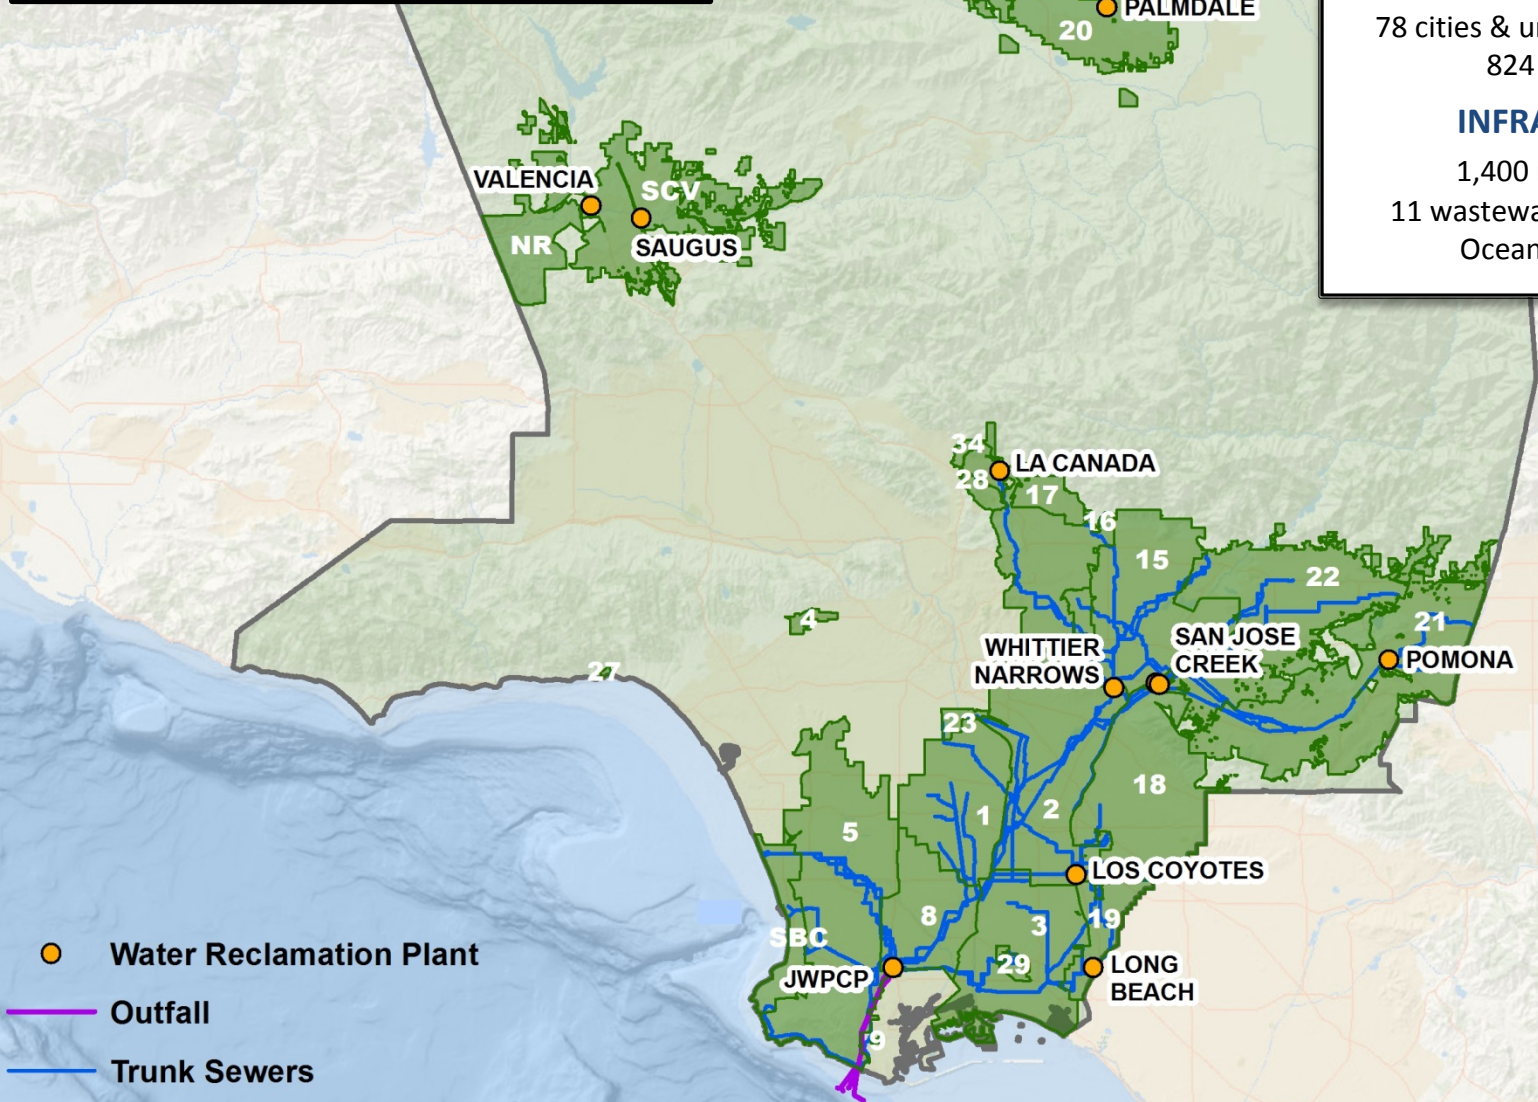 PALMDALE
20
78 cities & u
824
INFRA
1,400
11 wastewa
Ocean
VALENCIA
SCV
NR
SAUGUS
34
LA CANADA
28
17
16
15
22
4
21
27
WHITTIER
NARROWS
SAN JOSE
CREEK
POMONA
23
18
1
2
5
LOS COYOTES
8
3
19
SBC
29
JWPCP
LONG
BEACH
9
Water Reclamation Plant
Outfall
Trunk Sewers